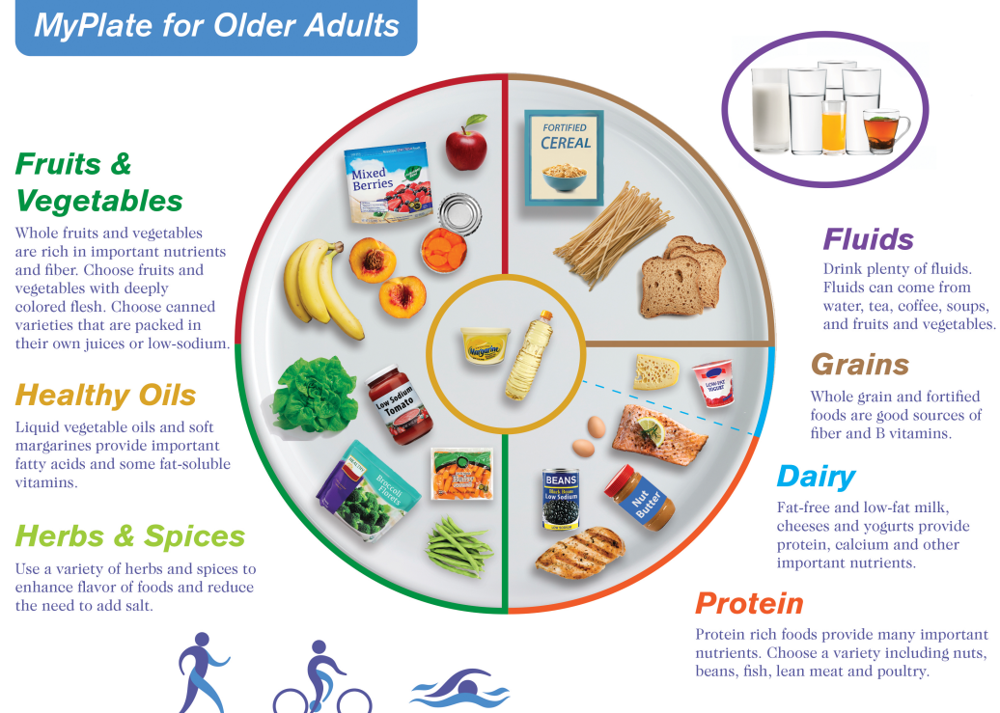 MyPlate for Older Adults
Fruits &
Vegetables
Whole fruits and vegetables
are rich in important nutrients
and fiber. Choose fruits and
vegetables with deeply
colored flesh. Choose canned
varieties that are packed in
their own juices or low-sodium.
Healthy Oils
Liquid vegetable oils and soft
margarines provide important
fatty acids and some fat-soluble
vitamins.
Herbs & Spices
Use a variety of herbs and spices to
enhance flavor of foods and reduce
the need to add salt.
Mixed
Berries
FORTIFIED
CEREAL
Margarine
Low Sodium
Tomato
Broccoli
Florets
LOW-FAT
YOGURT
BEANS
Black Beans
Low Sodium
Nut
Butter
Fluids
Drink plenty of fluids.
Fluids can come from
water, tea, coffee, soups,
and fruits and vegetables.
Grains
Whole grain and fortified
foods are good sources of
fiber and B vitamins.
Dairy
Fat-free and low-fat milk,
cheeses and yogurts provide
protein, calcium and other
important nutrients.
Protein
Protein rich foods provide many important
nutrients. Choose a variety including nuts,
beans, fish, lean meat and poultry.